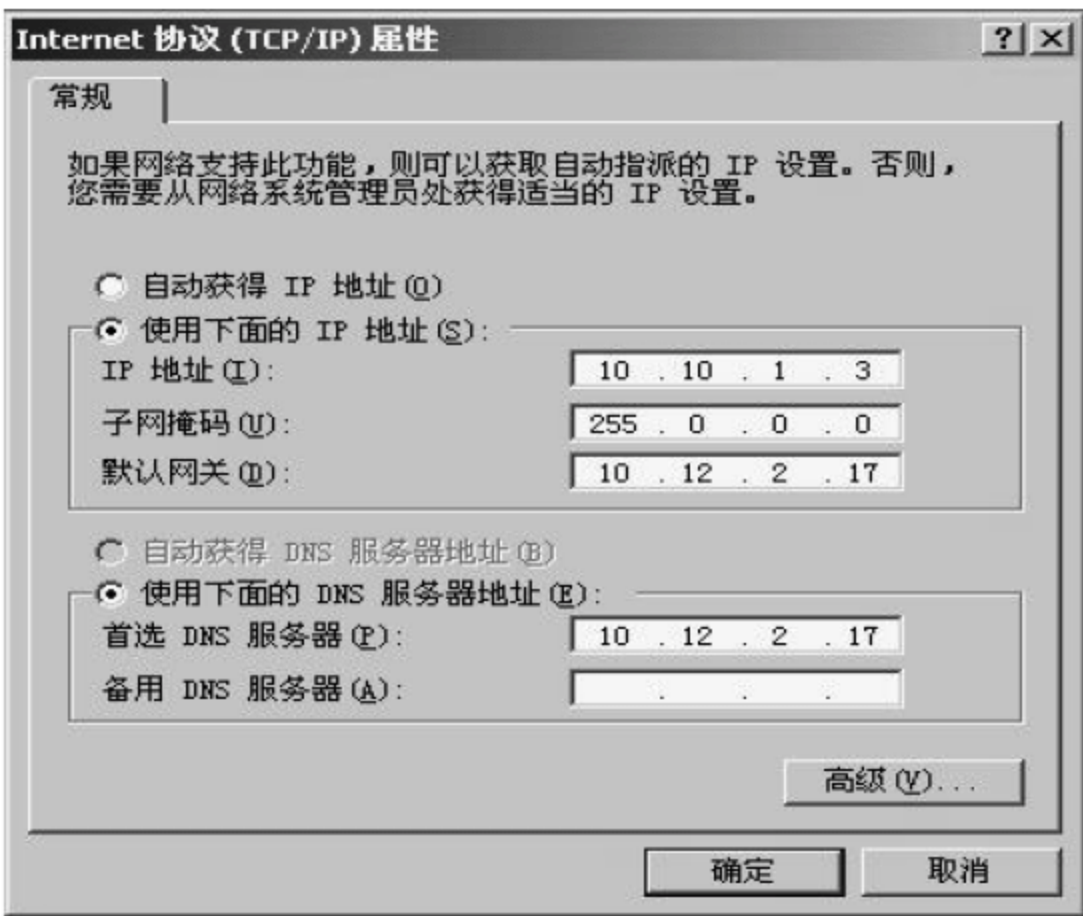 Internet 协议 (TCP/IP) 属性
常规
如果网络支持此功能，则可以获取自动指派的 IP 设置。否则，
您需要从网络系统管理员处获得适当的 IP 设置。
自动获得 IP 地址(O)
使用下面的 IP 地址(S):
IP 地址(I): 10 . 10 . 1 . 3
子网掩码(U): 255 . 0 . 0 . 0
默认网关(D): 10 . 12 . 2 . 17
自动获得 DNS 服务器地址(B)
使用下面的 DNS 服务器地址(E):
首选 DNS 服务器(P): 10 . 12 . 2 . 17
备用 DNS 服务器(A): . . .
高级(V)...
确定 取消